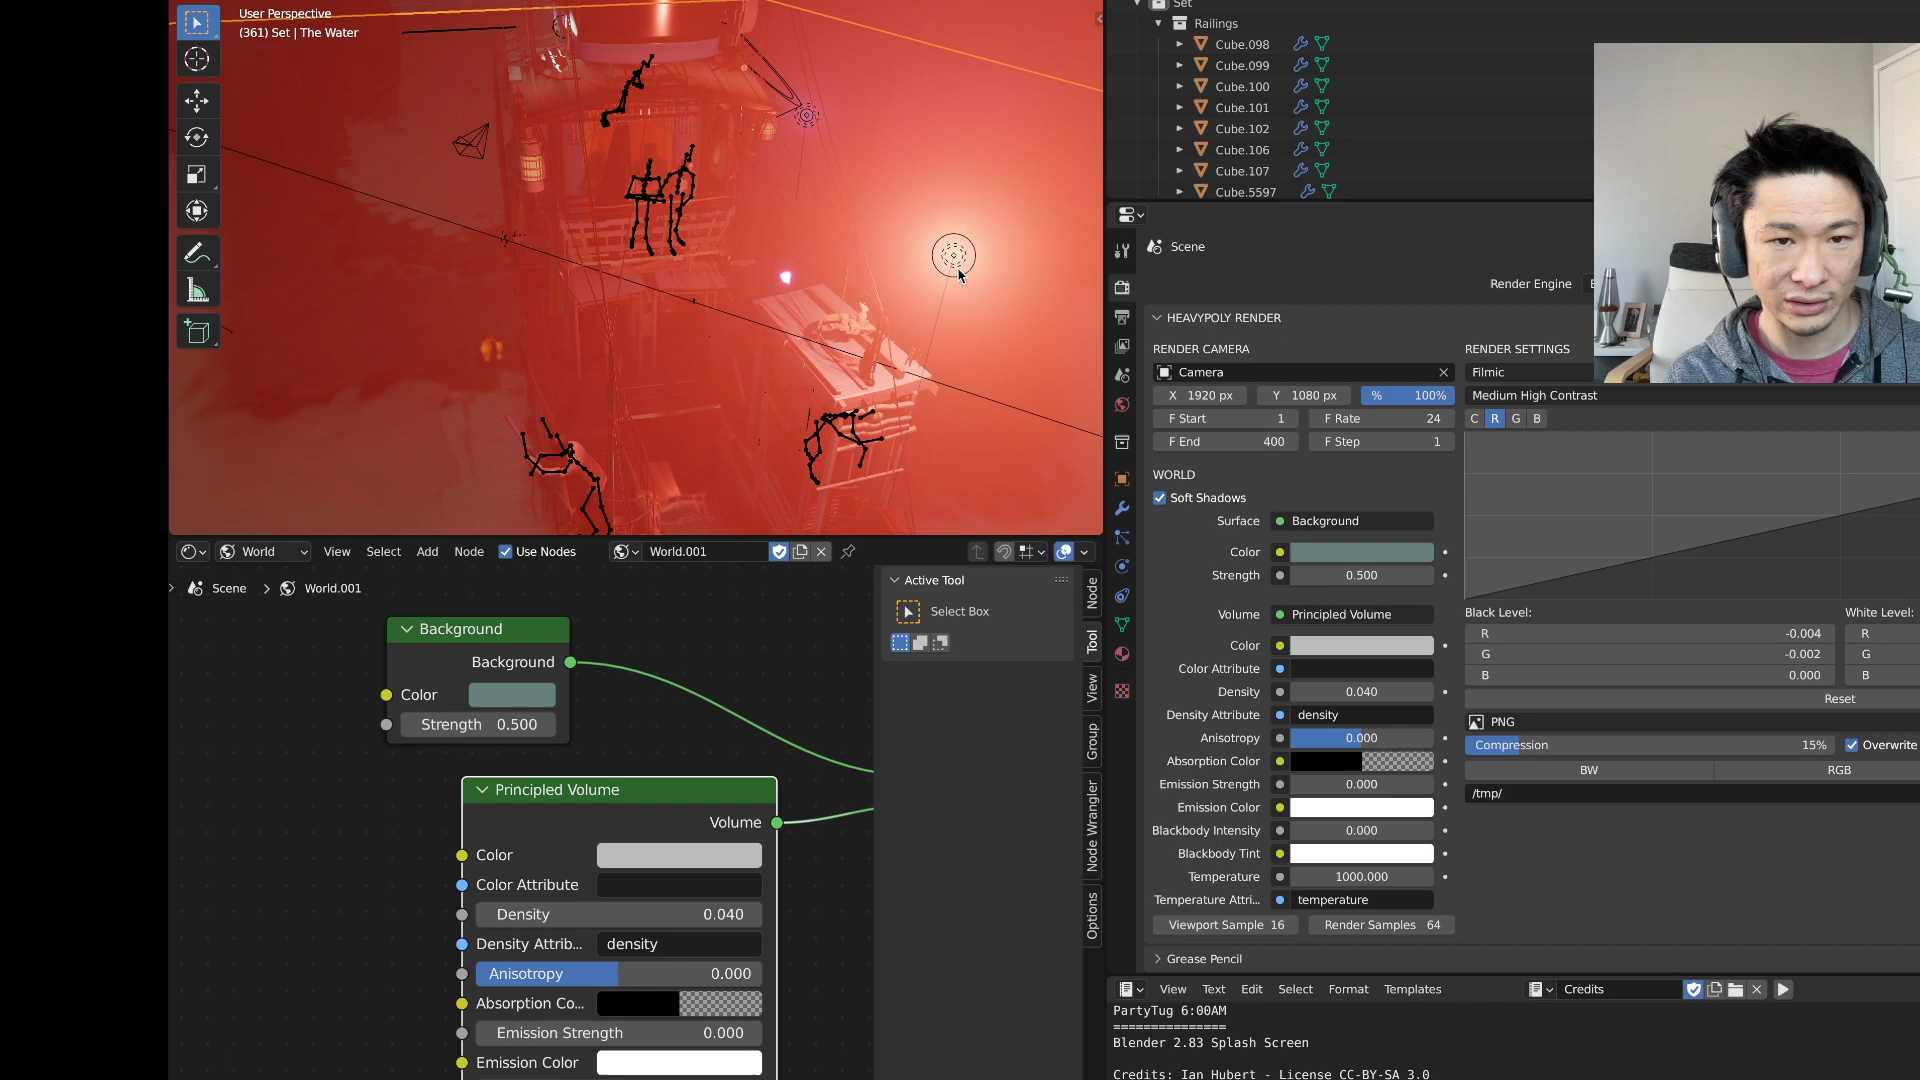 User Perspective
(361) Set | The Water
Set
Railings
Cube.098
Cube.099
Cube.100
Cube.101
Cube.102
Cube.106
Cube.107
Cube.5597
Scene
Render Engine
HEAVYPOLY RENDER
RENDER CAMERA
RENDER SETTINGS
Camera
Filmic
X 1920 px
Y 1080 px
% 100%
Medium High Contrast
F Start 1
F Rate 24
C R G B
F End 400
F Step 1
WORLD
Soft Shadows
Surface Background
Color
Strength 0.500
Volume Principled Volume
Color
Color Attribute
Density 0.040
Density Attribute density
Anisotropy 0.000
Absorption Color
Emission Strength 0.000
Emission Color
Blackbody Intensity 0.000
Blackbody Tint
Temperature 1000.000
Temperature Attri... temperature
Viewport Sample 16
Render Samples 64
Grease Pencil
Black Level:
White Level:
R -0.004
R
G -0.002
G
B 0.000
B
Reset
PNG
Compression 15%
Overwrite
BW
RGB
/tmp/
World
View
Select
Add
Node
Use Nodes
World.001
Scene > World.001
Active Tool
Select Box
Node
Tool
View
Group
Node Wrangler
Options
Background
Background
Color
Strength 0.500
Principled Volume
Volume
Color
Color Attribute
Density 0.040
Density Attrib... density
Anisotropy 0.000
Absorption Co...
Emission Strength 0.000
Emission Color
View
Text
Edit
Select
Format
Templates
Credits
PartyTug 6:00AM
===============
Blender 2.83 Splash Screen
Credits: Ian Hubert - License CC-BY-SA 3.0